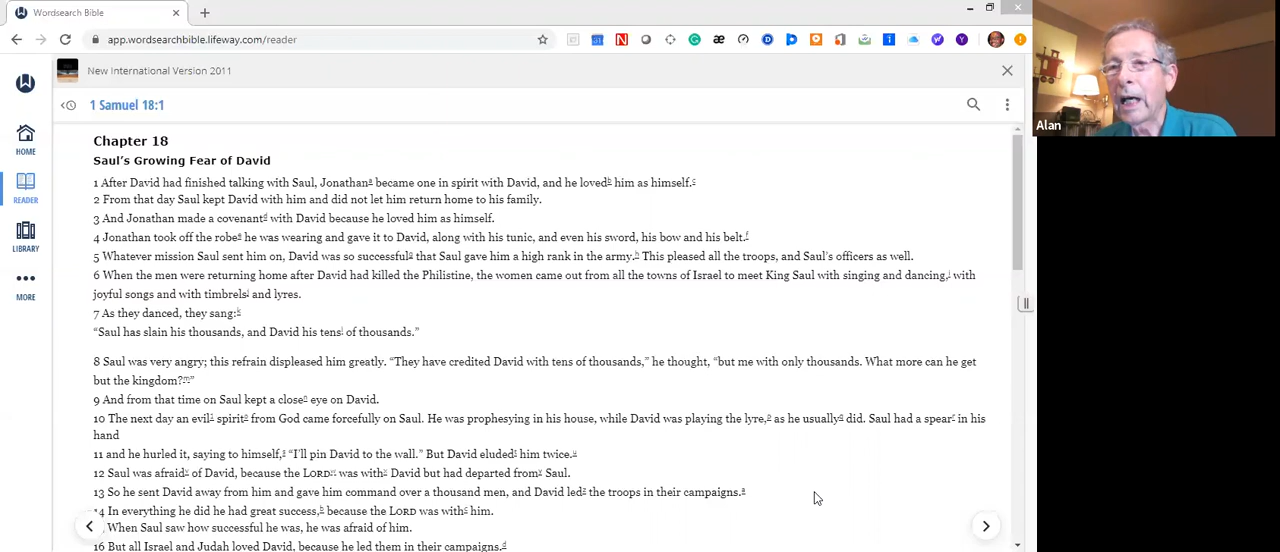 Wordsearch Bible
app.wordsearchbible.lifeway.com/reader
New International Version 2011
1 Samuel 18:1
HOME
READER
LIBRARY
MORE
Chapter 18
Saul's Growing Fear of David
1 After David had finished talking with Saul, Jonathanᵃ became one in spirit with David, and he lovedᵇ him as himself.ᶜ
2 From that day Saul kept David with him and did not let him return home to his family.
3 And Jonathan made a covenantᵈ with David because he loved him as himself.
4 Jonathan took off the robeᵉ he was wearing and gave it to David, along with his tunic, and even his sword, his bow and his belt.ᶠ
5 Whatever mission Saul sent him on, David was so successfulᵍ that Saul gave him a high rank in the army.ʰ This pleased all the troops, and Saul's officers as well.
6 When the men were returning home after David had killed the Philistine, the women came out from all the towns of Israel to meet King Saul with singing and dancing,ⁱ with
joyful songs and with timbrelsʲ and lyres.
7 As they danced, they sang:ᵏ
“Saul has slain his thousands, and David his tensˡ of thousands.”
8 Saul was very angry; this refrain displeased him greatly. “They have credited David with tens of thousands,” he thought, “but me with only thousands. What more can he get
but the kingdom?ᵐ”
9 And from that time on Saul kept a closeⁿ eye on David.
10 The next day an evil spiritᵒ from God came forcefully on Saul. He was prophesying in his house, while David was playing the lyre,ᵖ as he usually did. Saul had a spearʳ in his
hand
11 and he hurled it, saying to himself,ˢ “I'll pin David to the wall.” But David eludedᵗ him twice.ᵘ
12 Saul was afraidᵛ of David, because the LORDʷ was withˣ David but had departed fromʸ Saul.
13 So he sent David away from him and gave him command over a thousand men, and David ledᶻ the troops in their campaigns.ᵃ
14 In everything he did he had great success,ᵇ because the LORD was withᶜ him.
When Saul saw how successful he was, he was afraid of him.
16 But all Israel and Judah loved David, because he led them in their campaigns.ᵈ
Alan